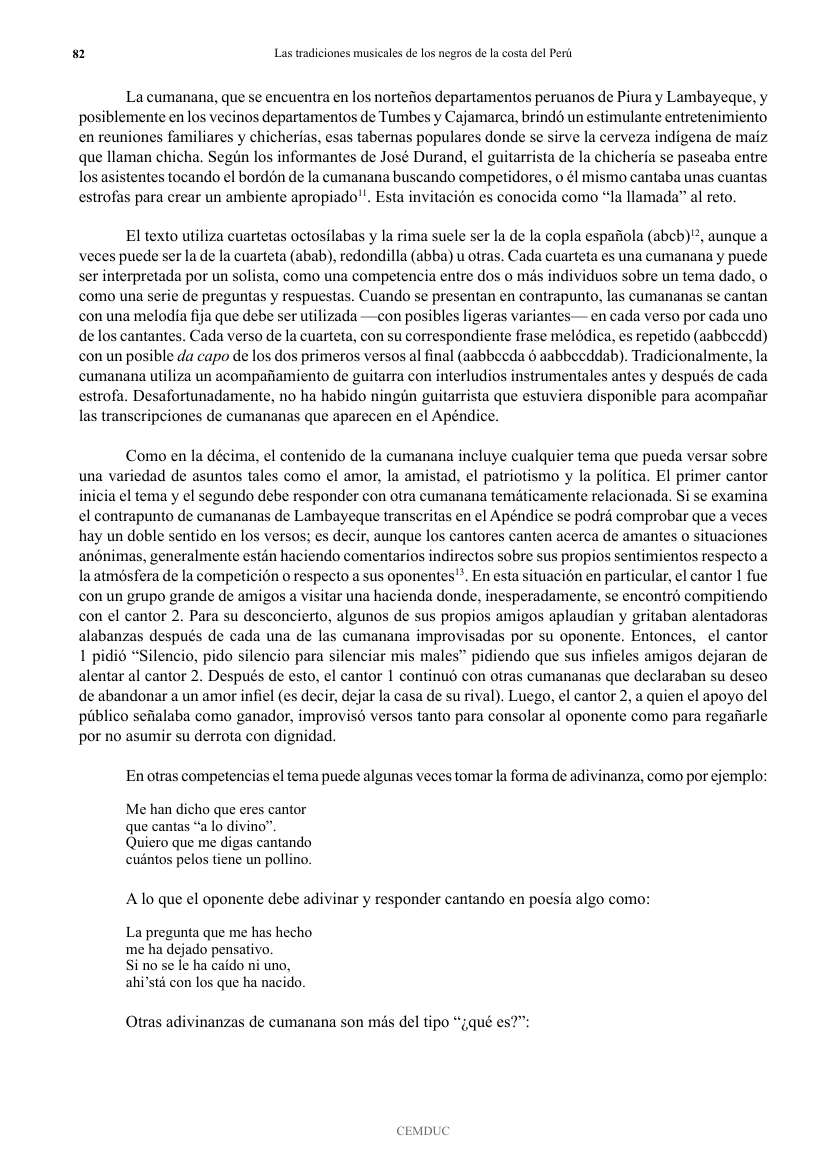 82
Las tradiciones musicales de los negros de la costa del Perú
La cumanana, que se encuentra en los norteños departamentos peruanos de Piura y Lambayeque, y
posiblemente en los vecinos departamentos de Tumbes y Cajamarca, brindó un estimulante entretenimiento
en reuniones familiares y chicherías, esas tabernas populares donde se sirve la cerveza indígena de maíz
que llaman chicha. Según los informantes de José Durand, el guitarrista de la chichería se paseaba entre
los asistentes tocando el bordón de la cumanana buscando competidores, o él mismo cantaba unas cuantas
estrofas para crear un ambiente apropiado¹¹. Esta invitación es conocida como “la llamada” al reto.
El texto utiliza cuartetas octosílabas y la rima suele ser la de la copla española (abcb)¹², aunque a
veces puede ser la de la cuarteta (abab), redondilla (abba) u otras. Cada cuarteta es una cumanana y puede
ser interpretada por un solista, como una competencia entre dos o más individuos sobre un tema dado, o
como una serie de preguntas y respuestas. Cuando se presentan en contrapunto, las cumananas se cantan
con una melodía fija que debe ser utilizada —con posibles ligeras variantes— en cada verso por cada uno
de los cantantes. Cada verso de la cuarteta, con su correspondiente frase melódica, es repetido (aabbccdd)
con un posible da capo de los dos primeros versos al final (aabbccda ó aabbccddab). Tradicionalmente, la
cumanana utiliza un acompañamiento de guitarra con interludios instrumentales antes y después de cada
estrofa. Desafortunadamente, no ha habido ningún guitarrista que estuviera disponible para acompañar
las transcripciones de cumananas que aparecen en el Apéndice.
Como en la décima, el contenido de la cumanana incluye cualquier tema que pueda versar sobre
una variedad de asuntos tales como el amor, la amistad, el patriotismo y la política. El primer cantor
inicia el tema y el segundo debe responder con otra cumanana temáticamente relacionada. Si se examina
el contrapunto de cumananas de Lambayeque transcritas en el Apéndice se podrá comprobar que a veces
hay un doble sentido en los versos; es decir, aunque los cantores canten acerca de amantes o situaciones
anónimas, generalmente están haciendo comentarios indirectos sobre sus propios sentimientos respecto a
la atmósfera de la competición o respecto a sus oponentes¹³. En esta situación en particular, el cantor 1 fue
con un grupo grande de amigos a visitar una hacienda donde, inesperadamente, se encontró compitiendo
con el cantor 2. Para su desconcierto, algunos de sus propios amigos aplaudían y gritaban alentadoras
alabanzas después de cada una de las cumanana improvisadas por su oponente. Entonces,  el cantor
1 pidió “Silencio, pido silencio para silenciar mis males” pidiendo que sus infieles amigos dejaran de
alentar al cantor 2. Después de esto, el cantor 1 continuó con otras cumananas que declaraban su deseo
de abandonar a un amor infiel (es decir, dejar la casa de su rival). Luego, el cantor 2, a quien el apoyo del
público señalaba como ganador, improvisó versos tanto para consolar al oponente como para regañarle
por no asumir su derrota con dignidad.
En otras competencias el tema puede algunas veces tomar la forma de adivinanza, como por ejemplo:
Me han dicho que eres cantor
que cantas “a lo divino”.
Quiero que me digas cantando
cuántos pelos tiene un pollino.
A lo que el oponente debe adivinar y responder cantando en poesía algo como:
La pregunta que me has hecho
me ha dejado pensativo.
Si no se le ha caído ni uno,
ahi’stá con los que ha nacido.
Otras adivinanzas de cumanana son más del tipo “¿qué es?”:
CEMDUC